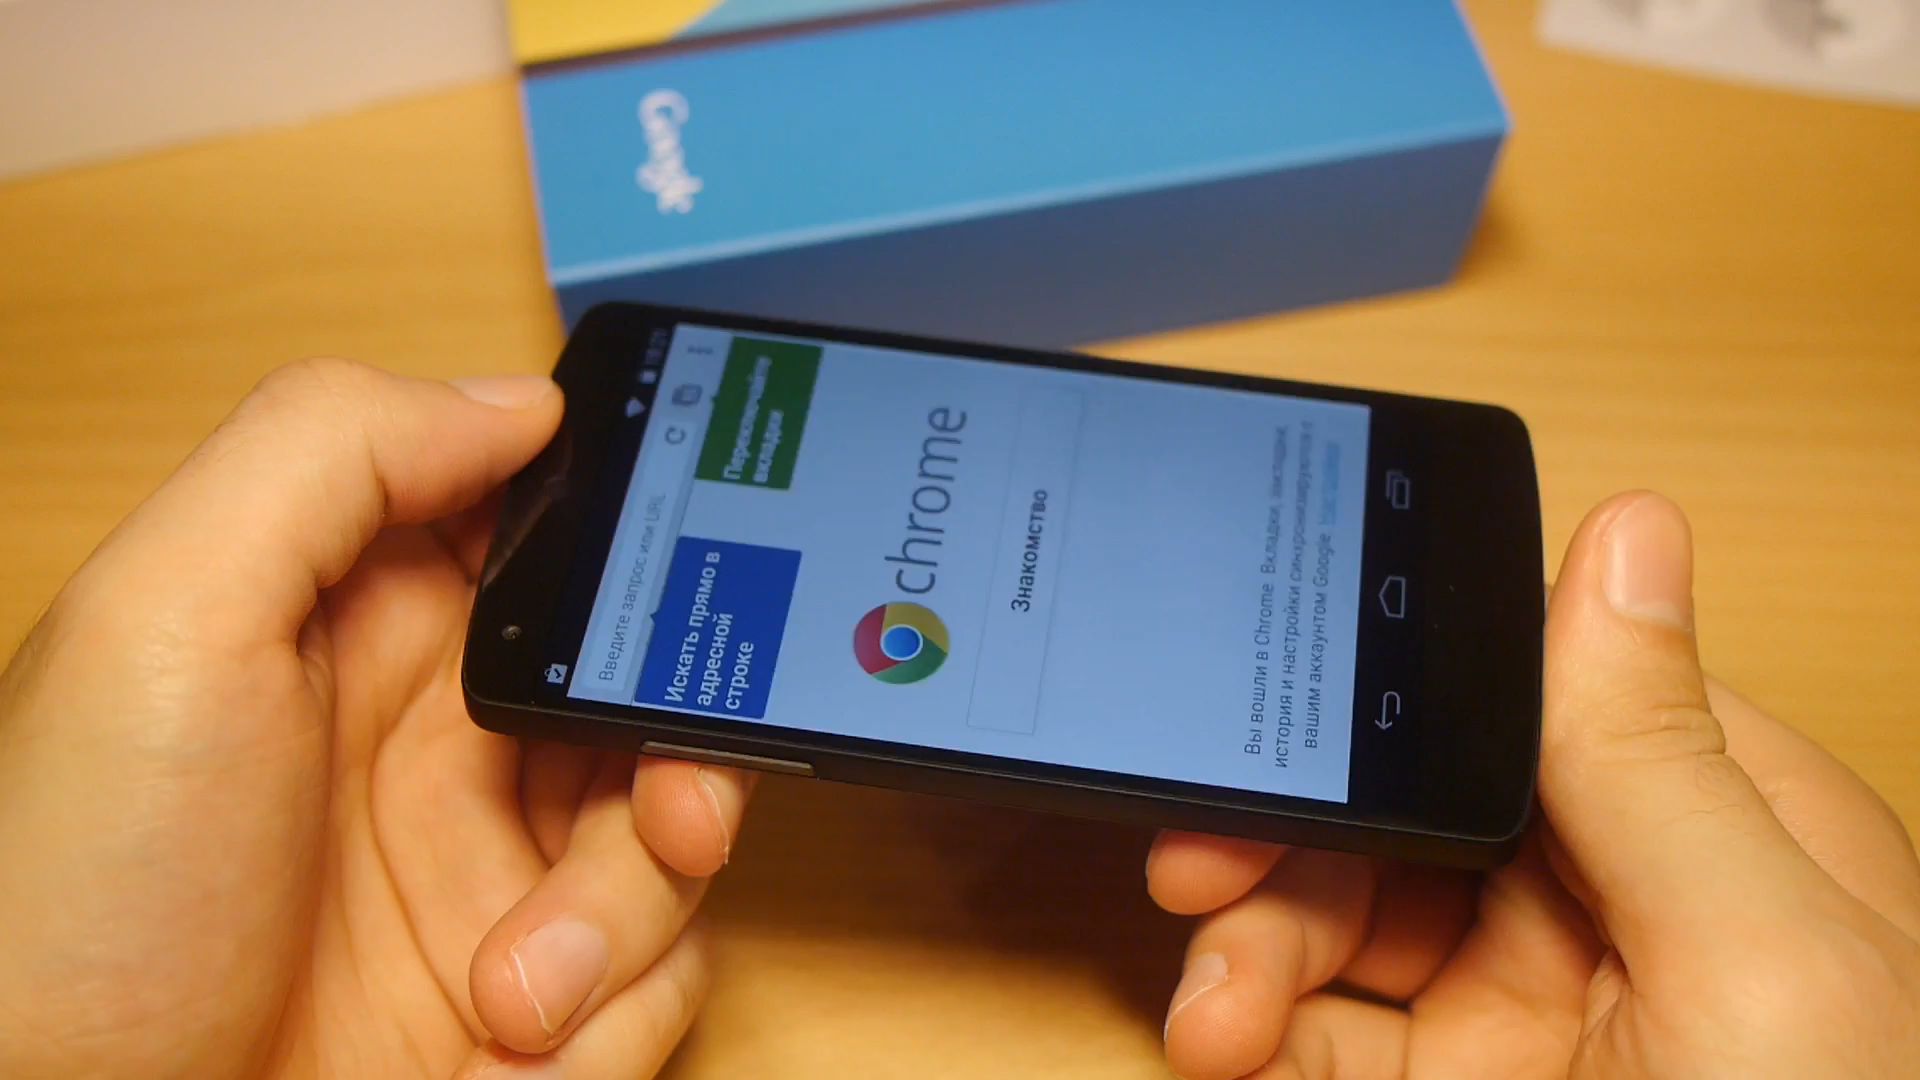 Google
Введите запрос или URL
Искать прямо в
адресной
строке
Переключайте
вкладки
chrome
Знакомство
Вы вошли в Chrome. Вкладки, закладки,
история и настройки синхронизируются с
вашим аккаунтом Google.